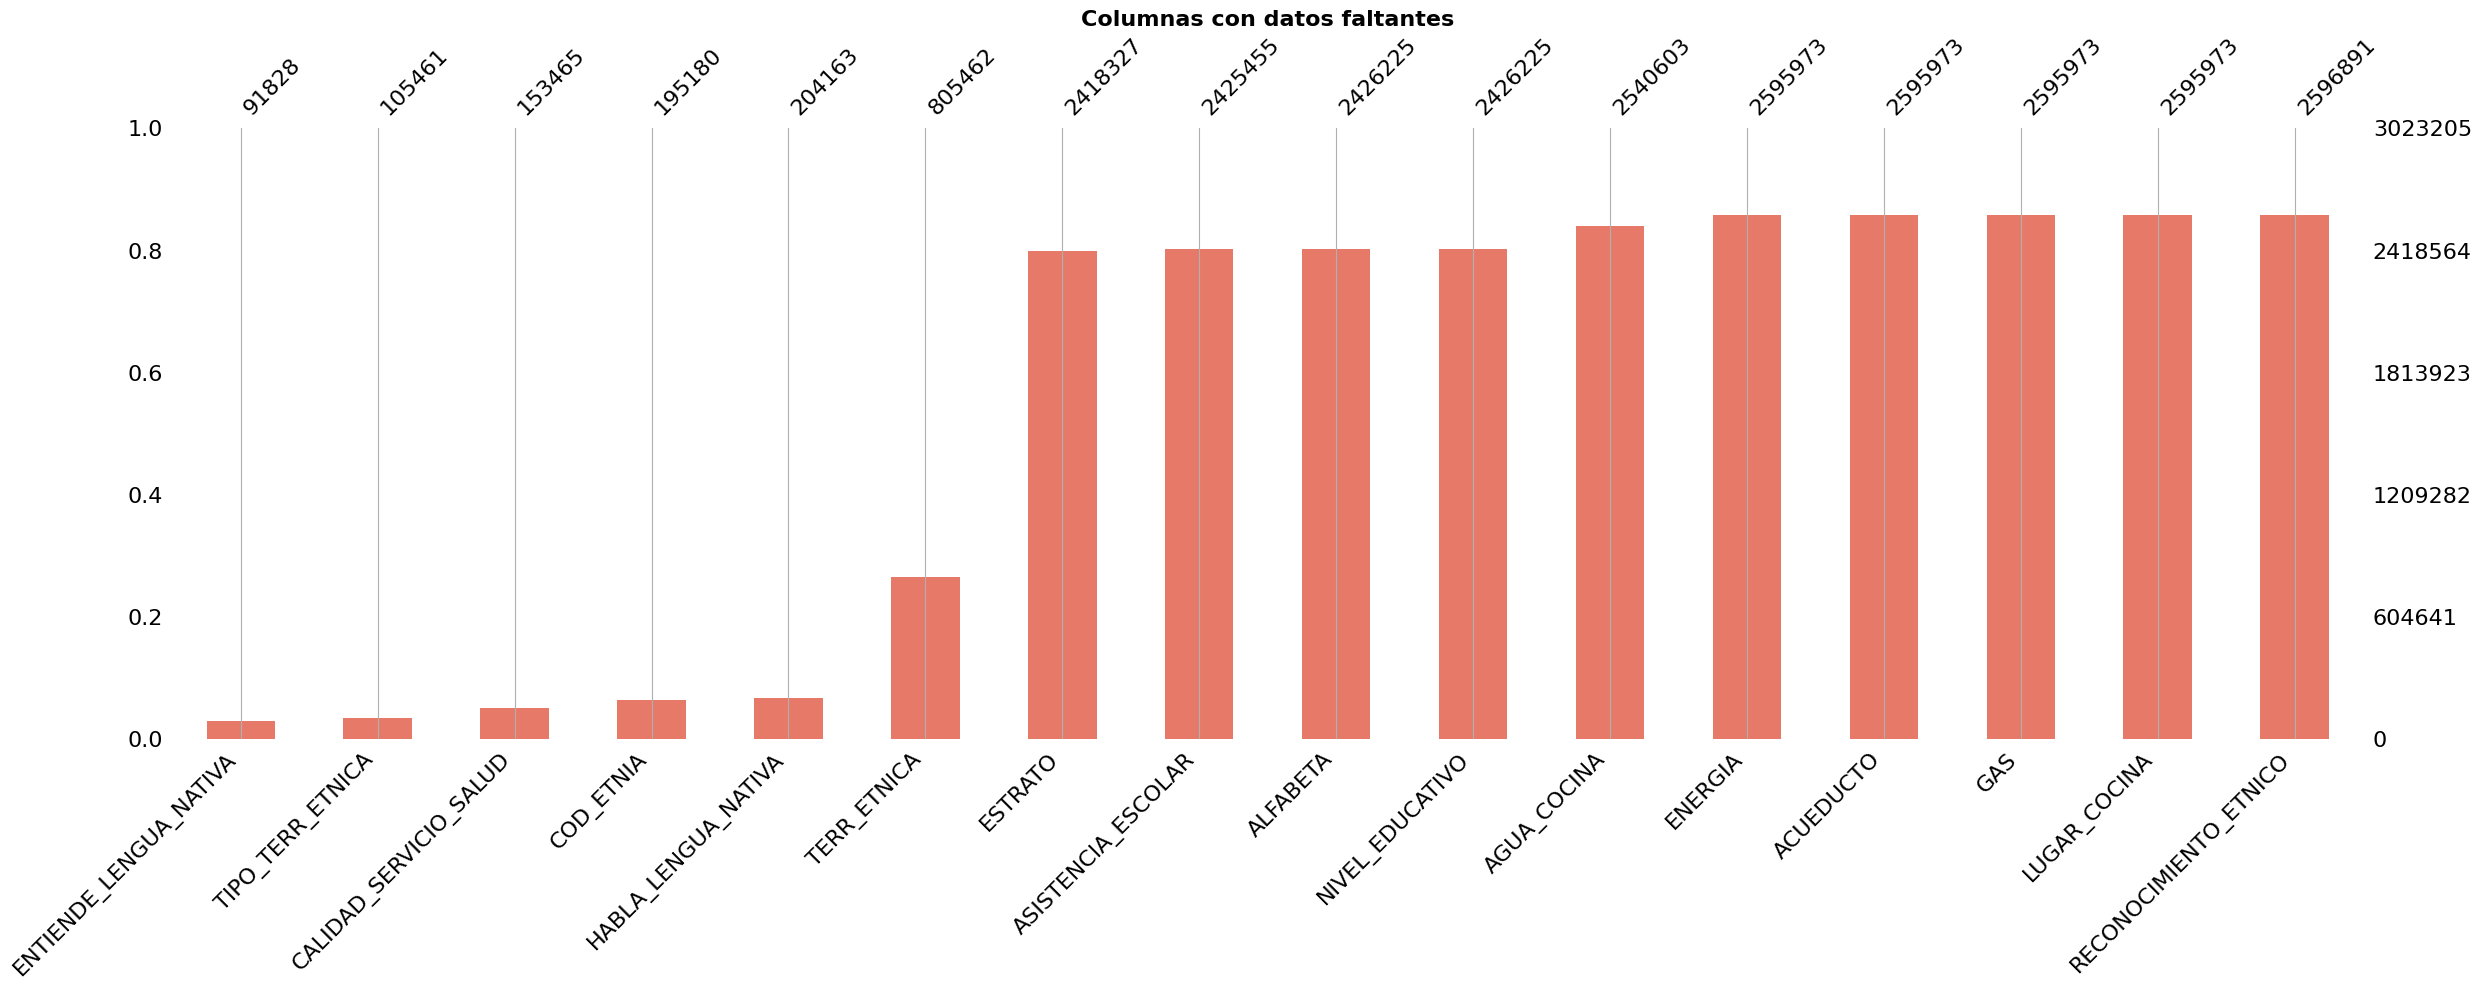 Columnas con datos faltantes
91828
105461
153465
195180
204163
805462
2418327
2425455
2426225
2426225
2540603
2595973
2595973
2595973
2595973
2596891
1.0
3023205
0.8
2418564
0.6
1813923
0.4
1209282
0.2
604641
0.0
0
ENTIENDE_LENGUA_NATIVA
TIPO_TERR_ETNICA
CALIDAD_SERVICIO_SALUD
COD_ETNIA
HABLA_LENGUA_NATIVA
TERR_ETNICA
ESTRATO
ASISTENCIA_ESCOLAR
ALFABETA
NIVEL_EDUCATIVO
AGUA_COCINA
ENERGIA
ACUEDUCTO
GAS
LUGAR_COCINA
RECONOCIMIENTO_ETNICO